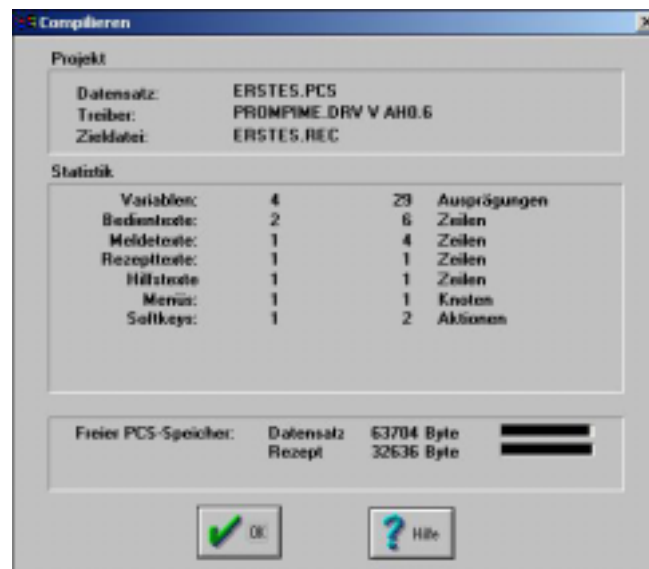 Compilieren
Projekt
Datensatz: ERSTES.PCS
Treiber: PROMPIME.DRV V AH0.6
Zieldatei: ERSTES.REC
Statistik
Variablen: 4 29 Ausprägungen
Bedientexte: 2 6 Zeilen
Meldetexte: 1 4 Zeilen
Rezepttexte: 1 1 Zeilen
Hilfstexte 1 1 Zeilen
Menüs: 1 1 Knoten
Softkeys: 1 2 Aktionen
Freier PCS-Speicher: Datensatz 63704 Byte
Rezept 32636 Byte
OK Hilfe